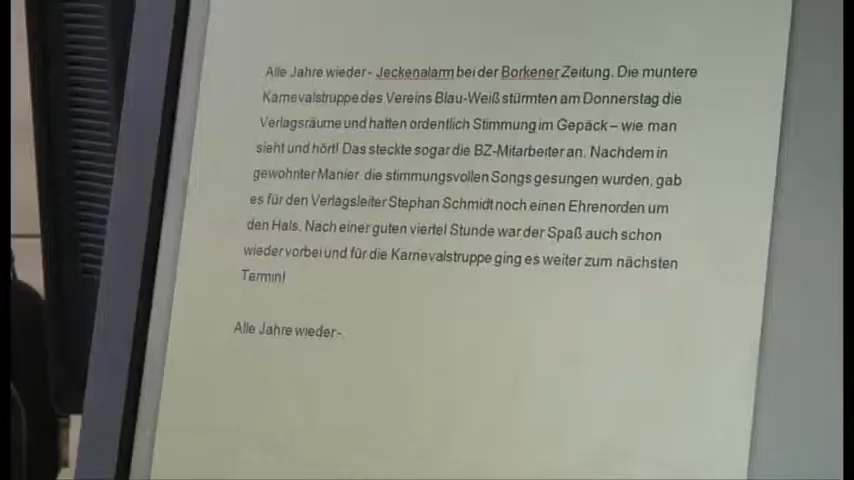 Alle Jahre wieder- Jeckenalarm bei der Borkener Zeitung. Die muntere
Karnevalstruppe des Vereins Blau-Weiß stürmten am Donnerstag die
Verlagsräume und hatten ordentlich Stimmung im Gepäck – wie man
sieht und hört! Das steckte sogar die BZ-Mitarbeiter an. Nachdem in
gewohnter Manier die stimmungsvollen Songs gesungen wurden, gab
es für den Verlagsleiter Stephan Schmidt noch einen Ehrenorden um
den Hals. Nach einer guten viertel Stunde war der Spaß auch schon
wieder vorbei und für die Karnevalstruppe ging es weiter zum nächsten
Termin!
Alle Jahre wieder-